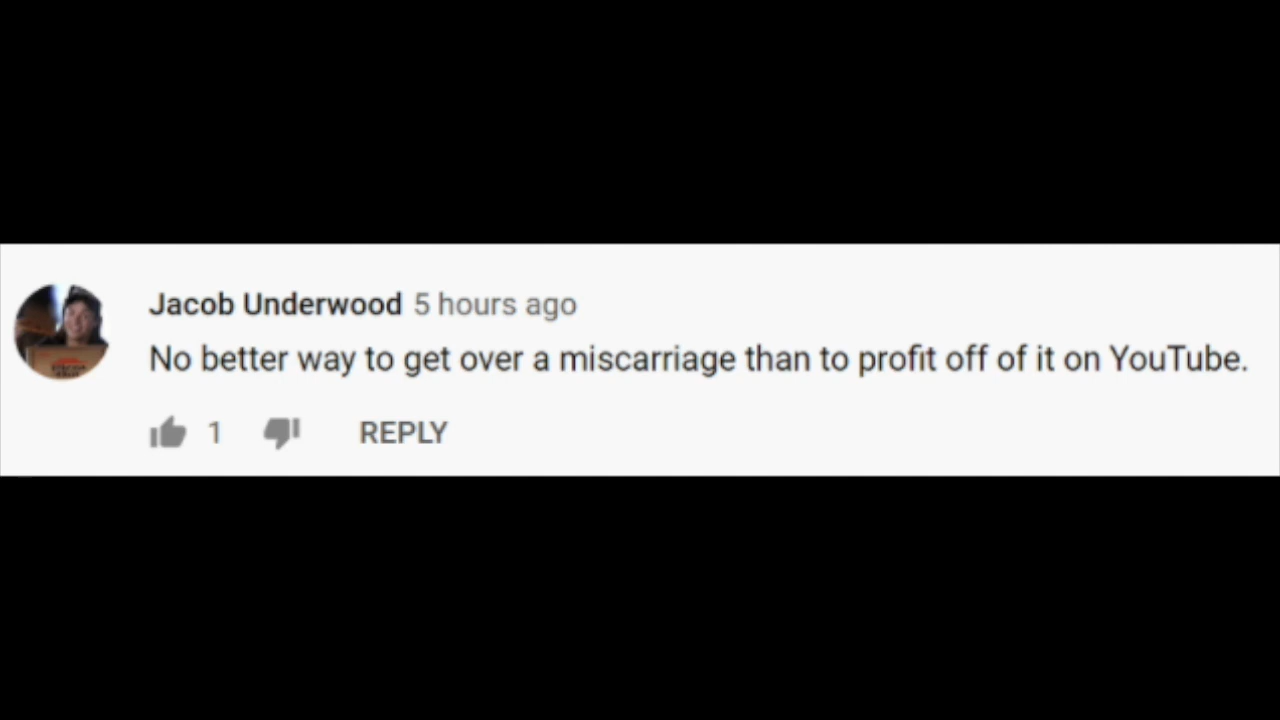 Jacob Underwood 5 hours ago
No better way to get over a miscarriage than to profit off of it on YouTube.
1 REPLY